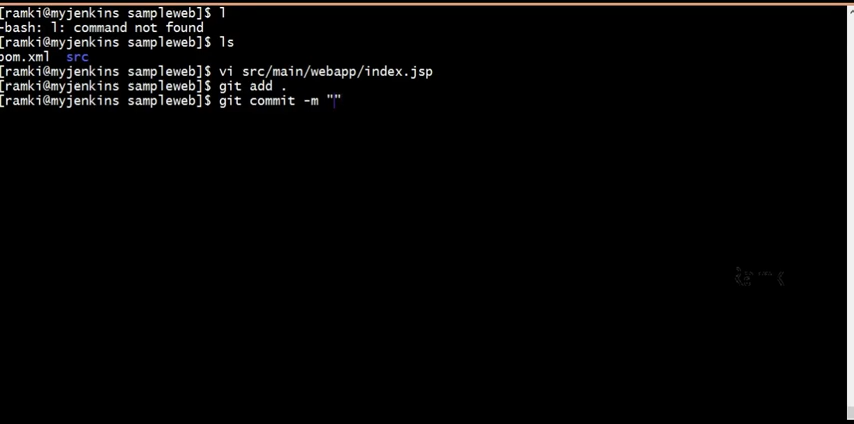 [ramki@myjenkins sampleweb]$ l
-bash: l: command not found
[ramki@myjenkins sampleweb]$ ls
pom.xml  src
[ramki@myjenkins sampleweb]$ vi src/main/webapp/index.jsp
[ramki@myjenkins sampleweb]$ git add .
[ramki@myjenkins sampleweb]$ git commit -m ""